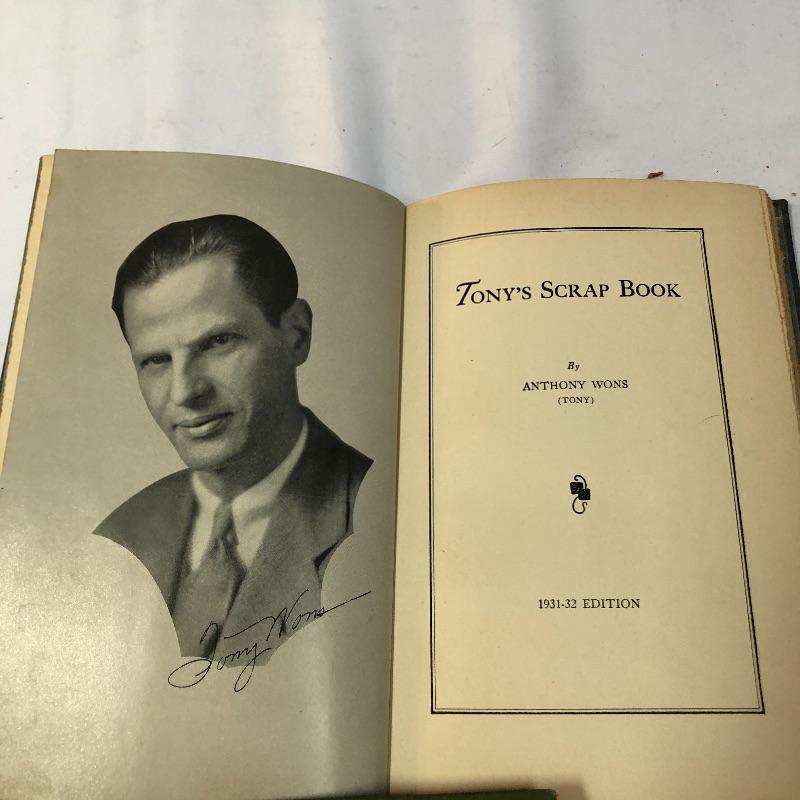 Tony Wons
TONY'S SCRAP BOOK
By
ANTHONY WONS
(TONY)
1931-32 EDITION